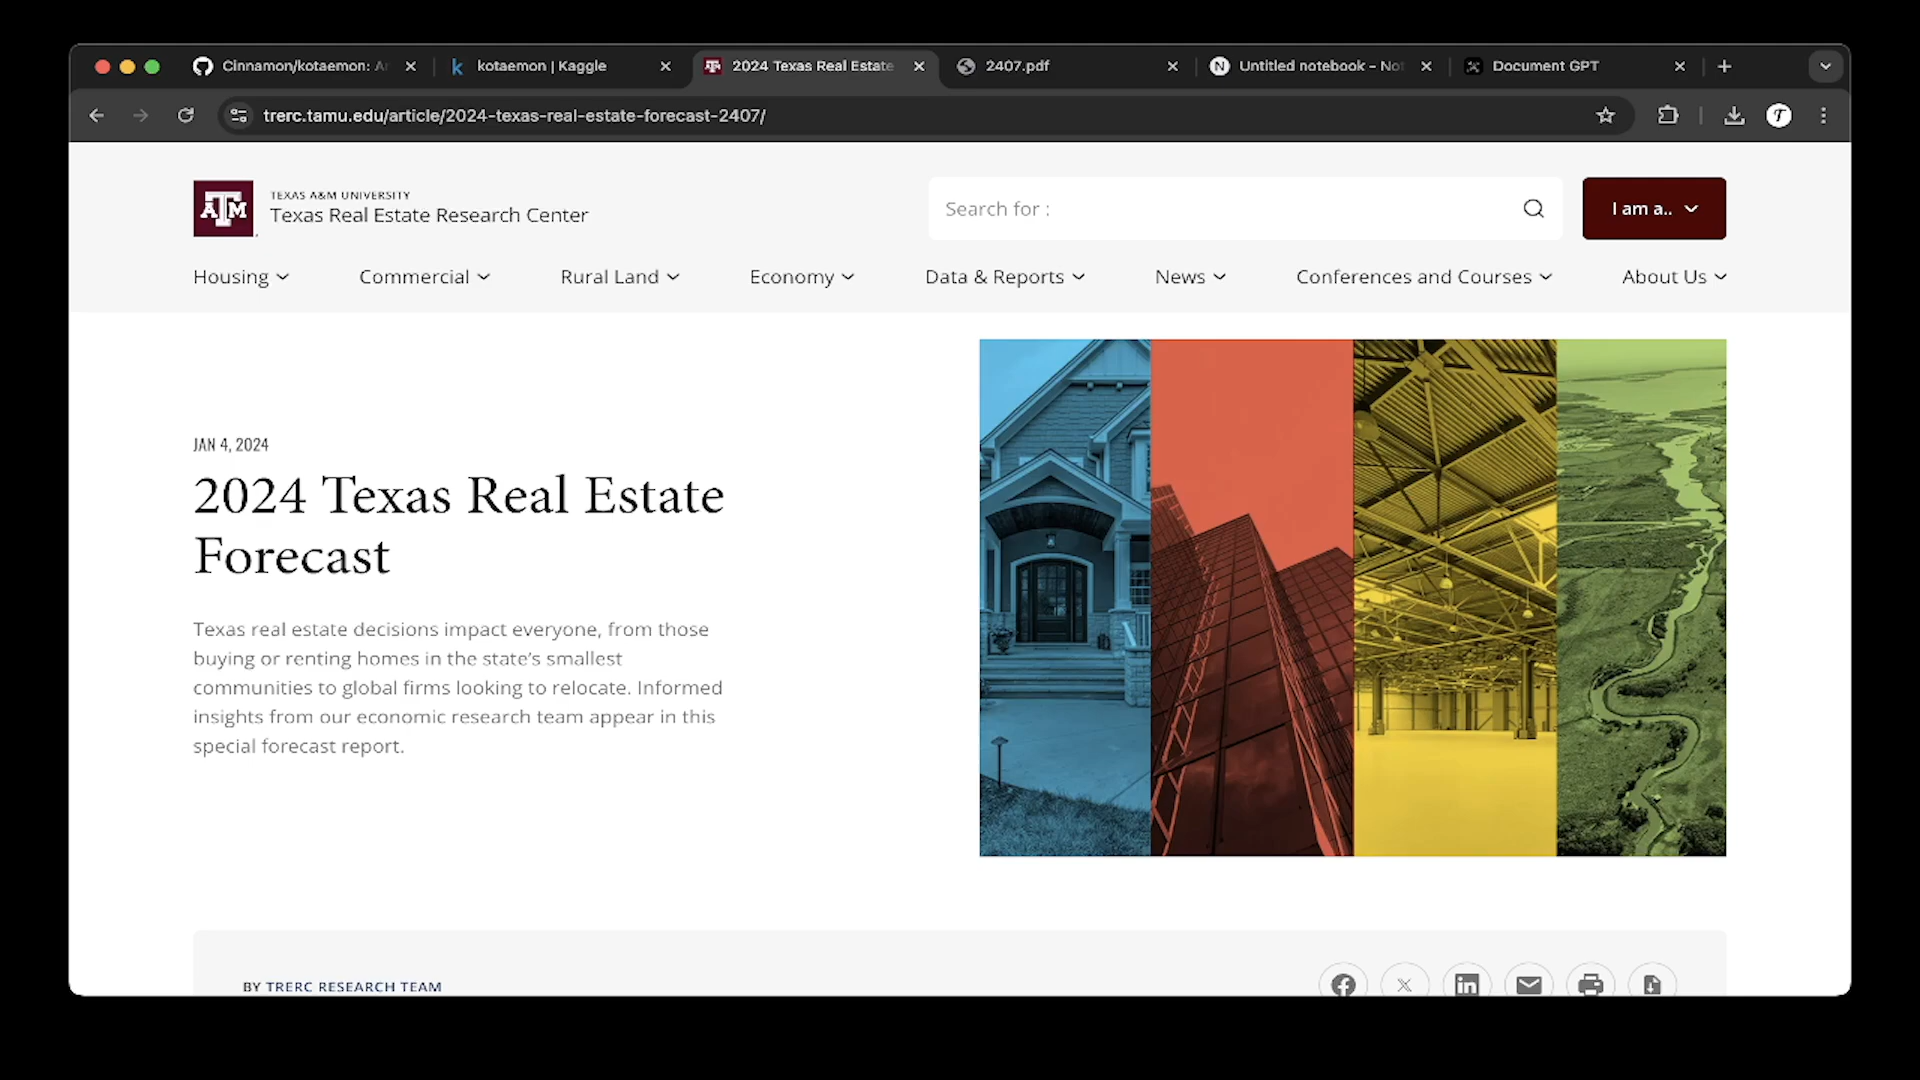 Cinnamon/kotaemon: A
kotaemon | Kaggle
2024 Texas Real Estate
2407.pdf
Untitled notebook - Not
Document GPT
trerc.tamu.edu/article/2024-texas-real-estate-forecast-2407/
TEXAS A&M UNIVERSITY
Texas Real Estate Research Center
Search for :
I am a..
Housing
Commercial
Rural Land
Economy
Data & Reports
News
Conferences and Courses
About Us
JAN 4, 2024
2024 Texas Real Estate
Forecast
Texas real estate decisions impact everyone, from those
buying or renting homes in the state’s smallest
communities to global firms looking to relocate. Informed
insights from our economic research team appear in this
special forecast report.
BY TRERC RESEARCH TEAM